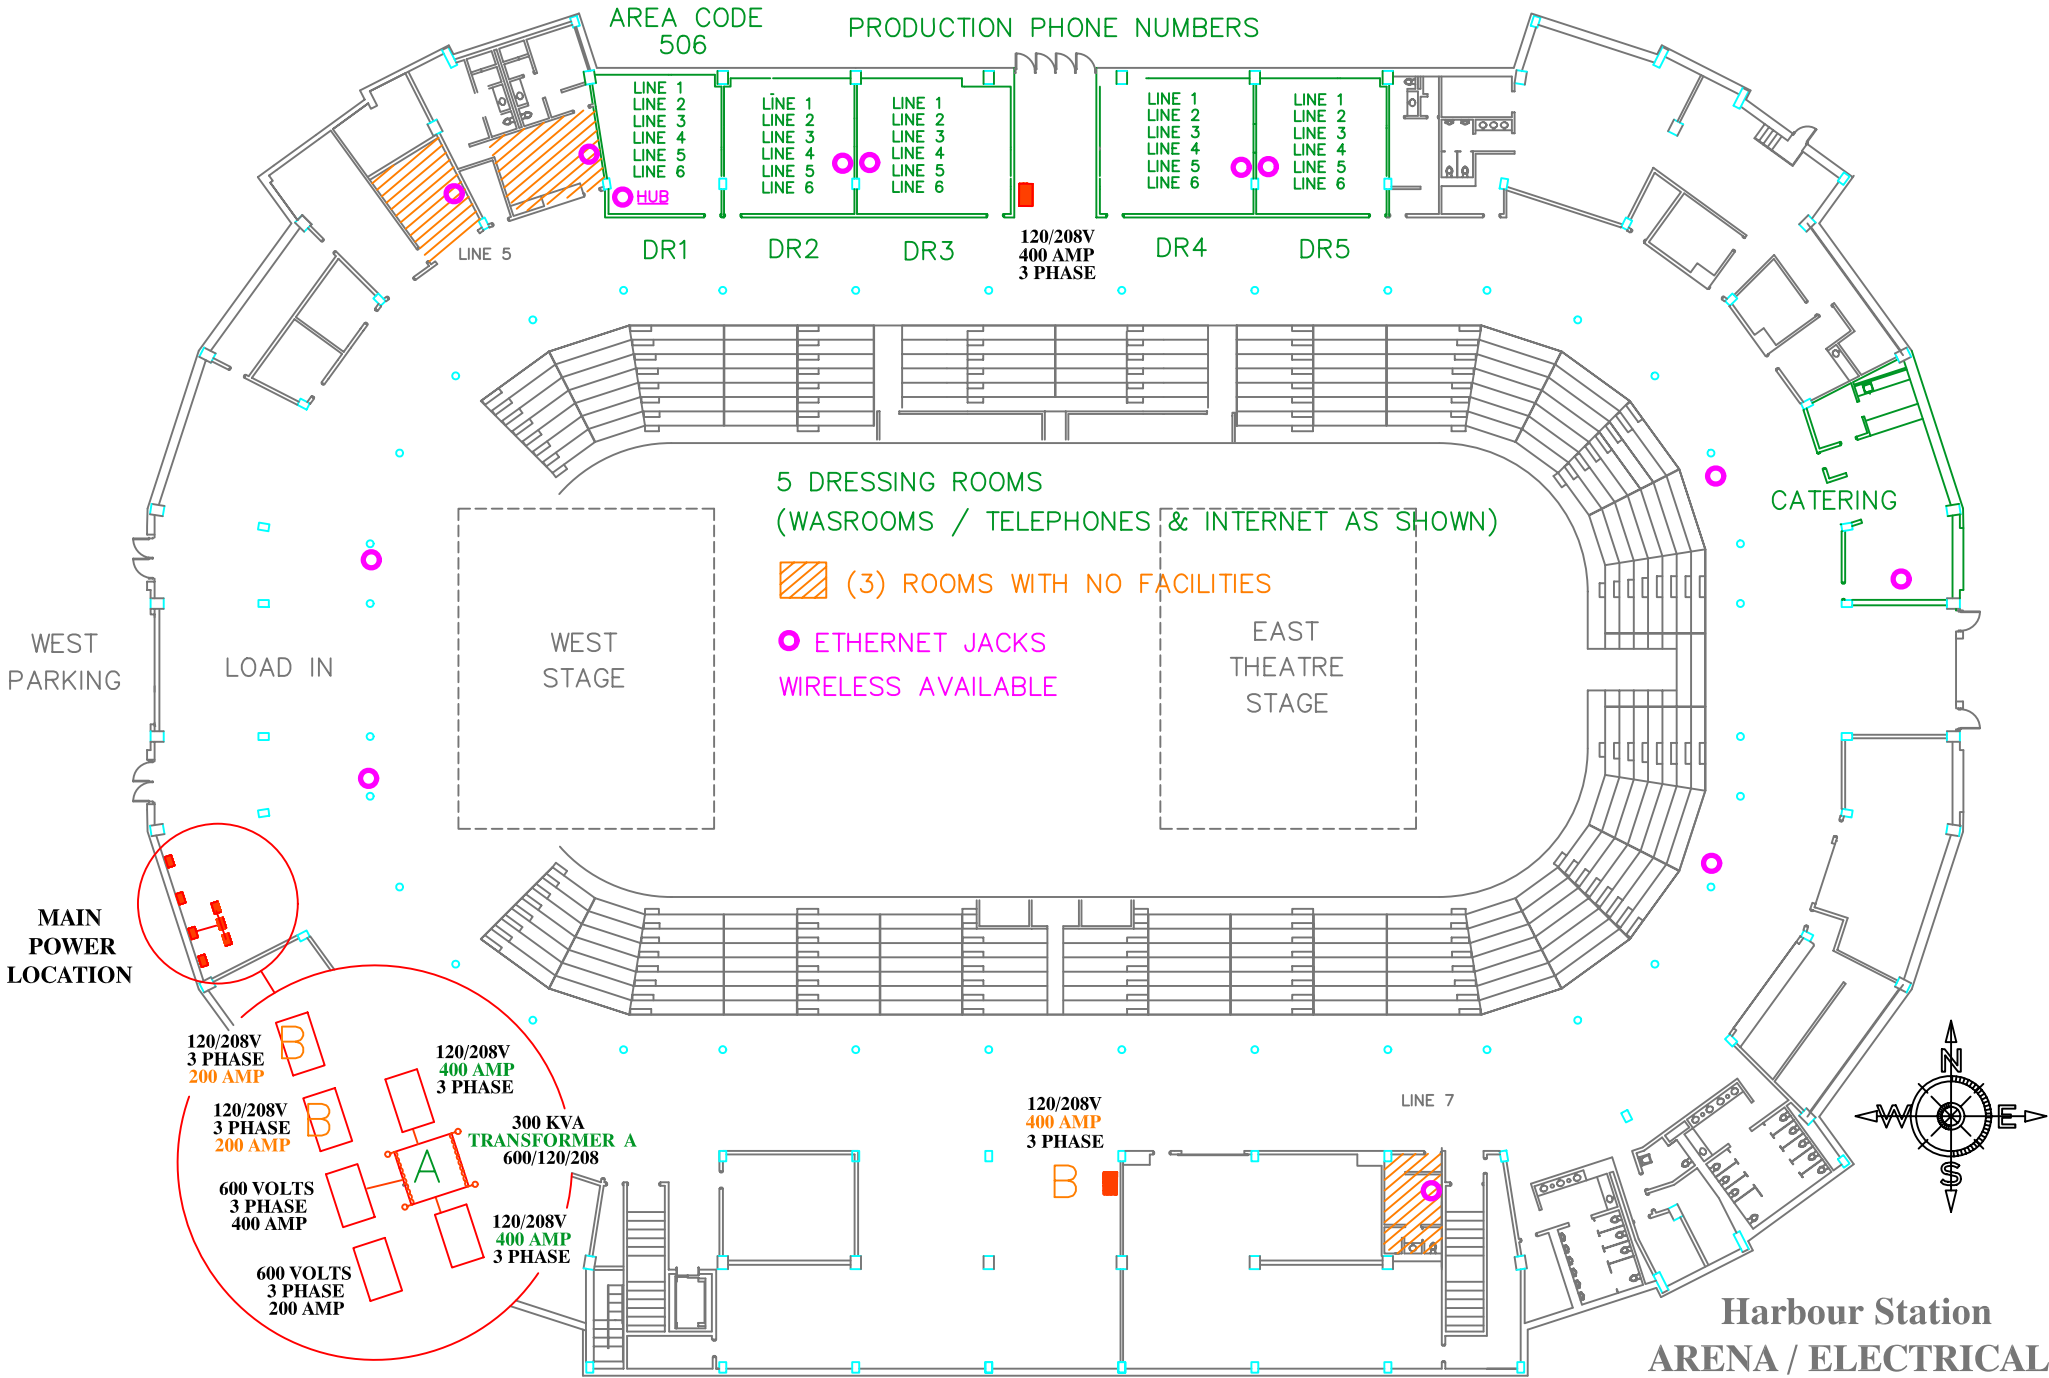 AREA CODE
506
PRODUCTION PHONE NUMBERS
LINE 1
LINE 2
LINE 3
LINE 4
LINE 5
LINE 6
LINE 1
LINE 2
LINE 3
LINE 4
LINE 5
LINE 6
LINE 1
LINE 2
LINE 3
LINE 4
LINE 5
LINE 6
LINE 1
LINE 2
LINE 3
LINE 4
LINE 5
LINE 6
LINE 1
LINE 2
LINE 3
LINE 4
LINE 5
LINE 6
HUB
LINE 5
DR1
DR2
DR3
DR4
DR5
120/208V
400 AMP
3 PHASE
5 DRESSING ROOMS
(WASROOMS / TELEPHONES & INTERNET AS SHOWN)
(3) ROOMS WITH NO FACILITIES
ETHERNET JACKS
WIRELESS AVAILABLE
CATERING
WEST
PARKING
LOAD IN
WEST
STAGE
EAST
THEATRE
STAGE
MAIN
POWER
LOCATION
120/208V
3 PHASE
200 AMP
B
120/208V
3 PHASE
200 AMP
B
120/208V
400 AMP
3 PHASE
300 KVA
TRANSFORMER A
600/120/208
A
600 VOLTS
3 PHASE
400 AMP
120/208V
400 AMP
3 PHASE
600 VOLTS
3 PHASE
200 AMP
120/208V
400 AMP
3 PHASE
B
LINE 7
N
W
E
S
Harbour Station
ARENA / ELECTRICAL